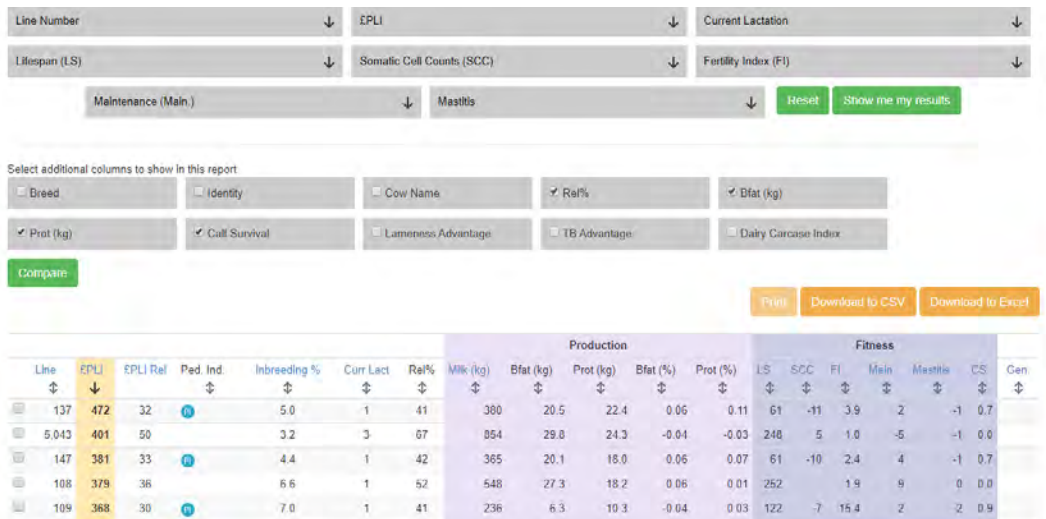 Line Number £PLI Current Lactation
Lifespan (LS) Somatic Cell Counts (SCC) Fertility Index (FI)
Maintenance (Main.) Mastitis Reset Show me my results
Select additional columns to show in this report
Breed Identity Cow Name Rel% Bfat (kg)
Prot (kg) Calf Survival Lameness Advantage TB Advantage Dairy Carcase Index
Compare
Print Download to CSV Download to Excel
Production Fitness
Line £PLI £PLI Rel Ped. Ind. Inbreeding % Curr Lact Rel% Milk (kg) Bfat (kg) Prot (kg) Bfat (%) Prot (%) LS SCC FI Main Mastitis CS Gen
137 472 32 PI 5.0 1 41 380 20.5 22.4 0.06 0.11 61 -11 3.9 2 -1 0.7
5,043 401 50 3.2 3 67 854 29.8 24.3 -0.04 -0.03 248 5 1.0 -5 -1 0.0
147 381 33 PI 4.4 1 42 365 20.1 18.0 0.06 0.07 61 -10 2.4 4 -1 0.7
108 379 36 6.6 1 52 548 27.3 18.2 0.06 0.01 252 1.9 9 0 0.0
109 368 30 PI 7.0 1 41 236 6.3 10.3 -0.04 0.03 122 -7 15.4 2 -2 0.9